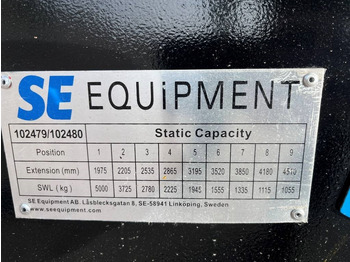 SE EQUiPMENT
102479/102480 Static Capacity
Position 1 2 3 4 5 6 7 8 9
Extension (mm) 1975 2205 2535 2865 3195 3520 3850 4180 4510
SWL (kg) 5000 3725 2780 2225 1945 1555 1335 1115 1055
SE Equipment AB, Låsblecksgatan 8, SE-58941 Linköping, Sweden
www.seequipment.com